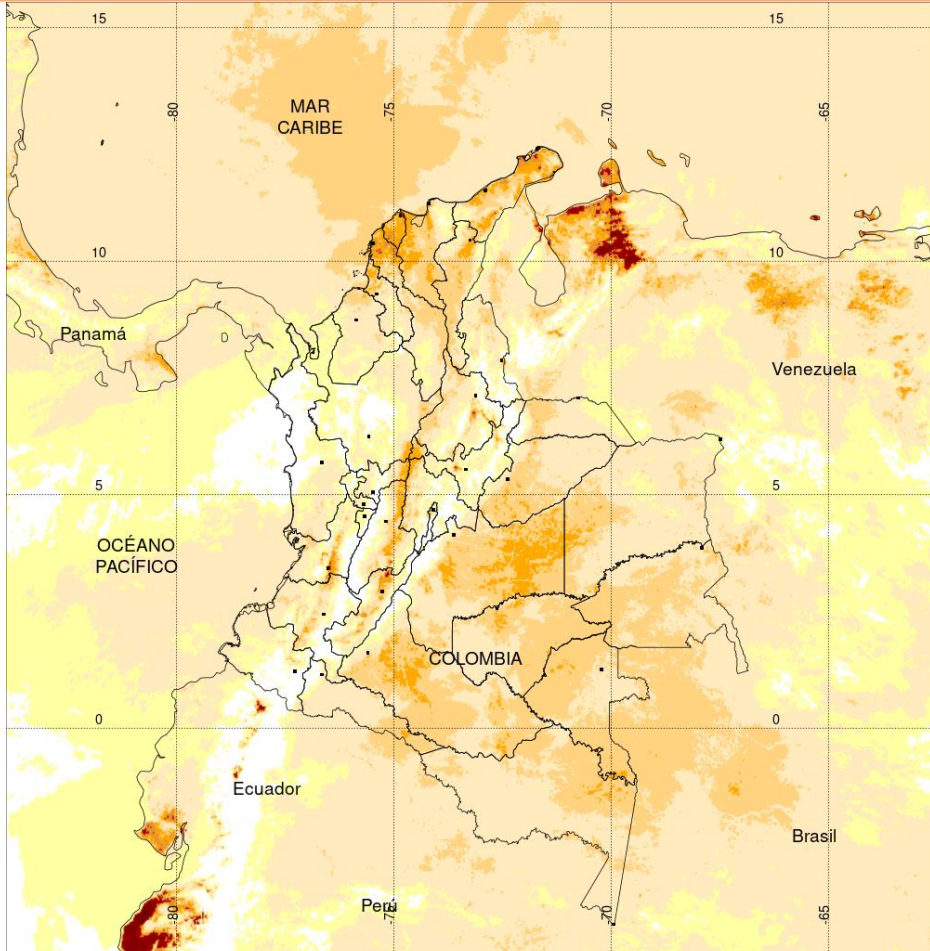 15
15
-80
-75
-70
-65
MAR
CARIBE
10
10
Panamá
Venezuela
5
5
OCÉANO
PACÍFICO
COLOMBIA
0
0
Ecuador
Brasil
Perú
-80
-75
-70
-65